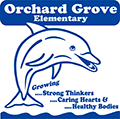 Orchard Grove
Elementary
Growing
....Strong Thinkers
....Caring Hearts &
....Healthy Bodies